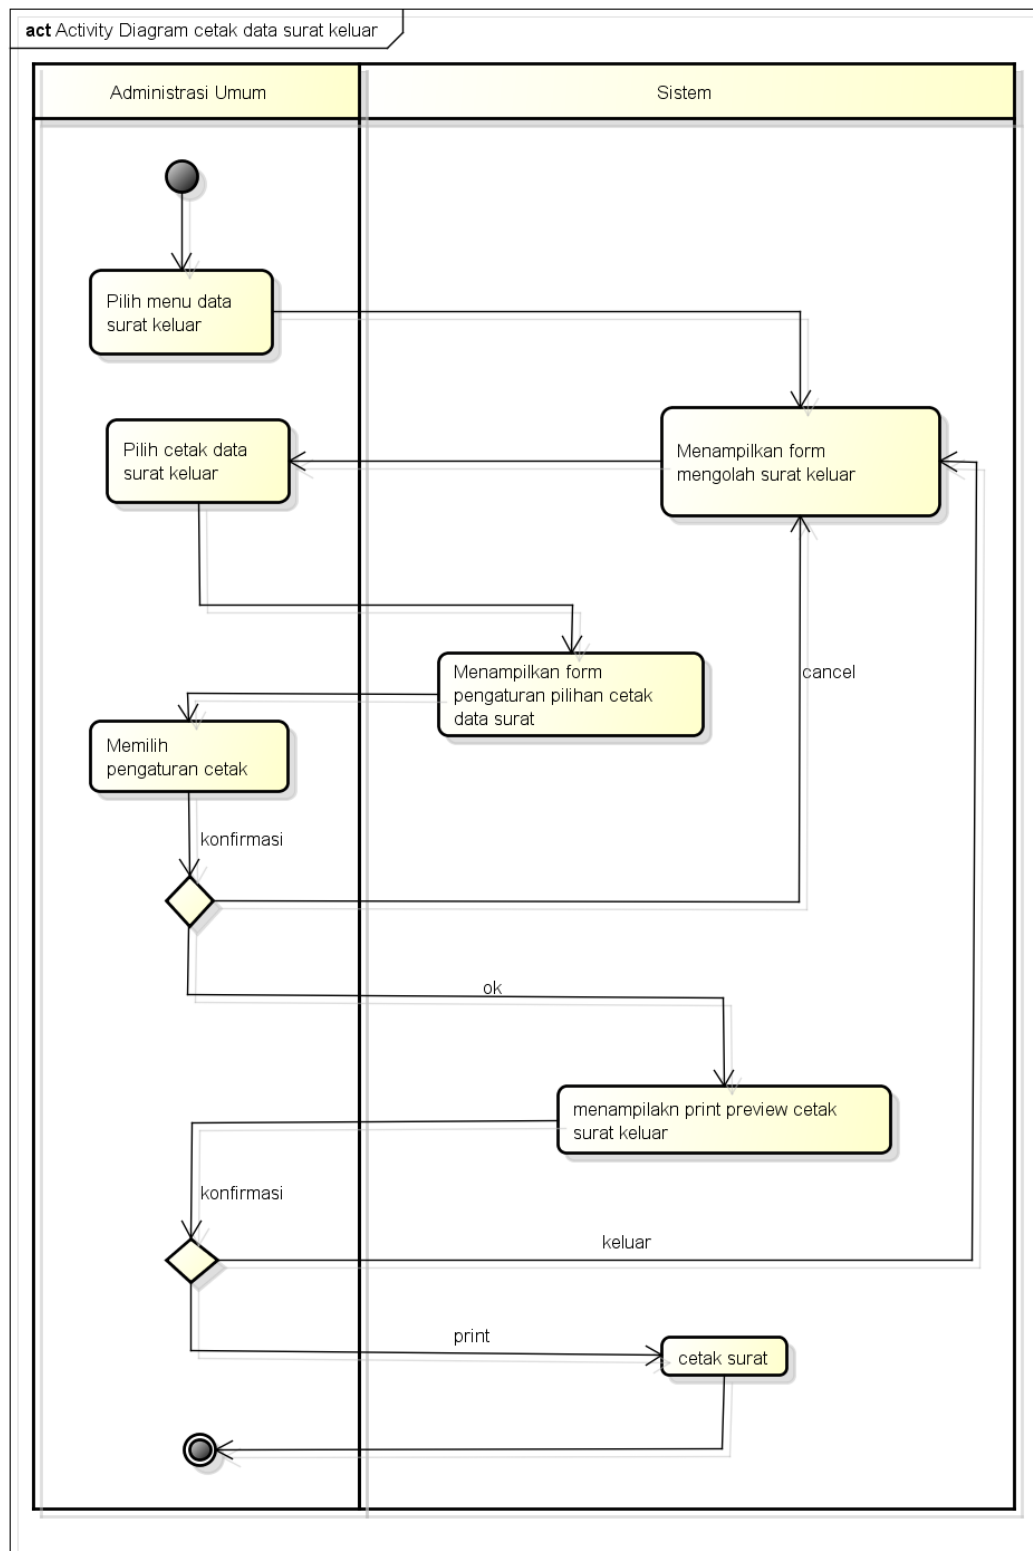 act Activity Diagram cetak data surat keluar
Administrasi Umum
Sistem
Pilih menu data
surat keluar
Pilih cetak data
surat keluar
Menampilkan form
mengolah surat keluar
Menampilkan form
pengaturan pilihan cetak
data surat
cancel
Memilih
pengaturan cetak
konfirmasi
ok
menampilakn print preview cetak
surat keluar
konfirmasi
keluar
print
cetak surat